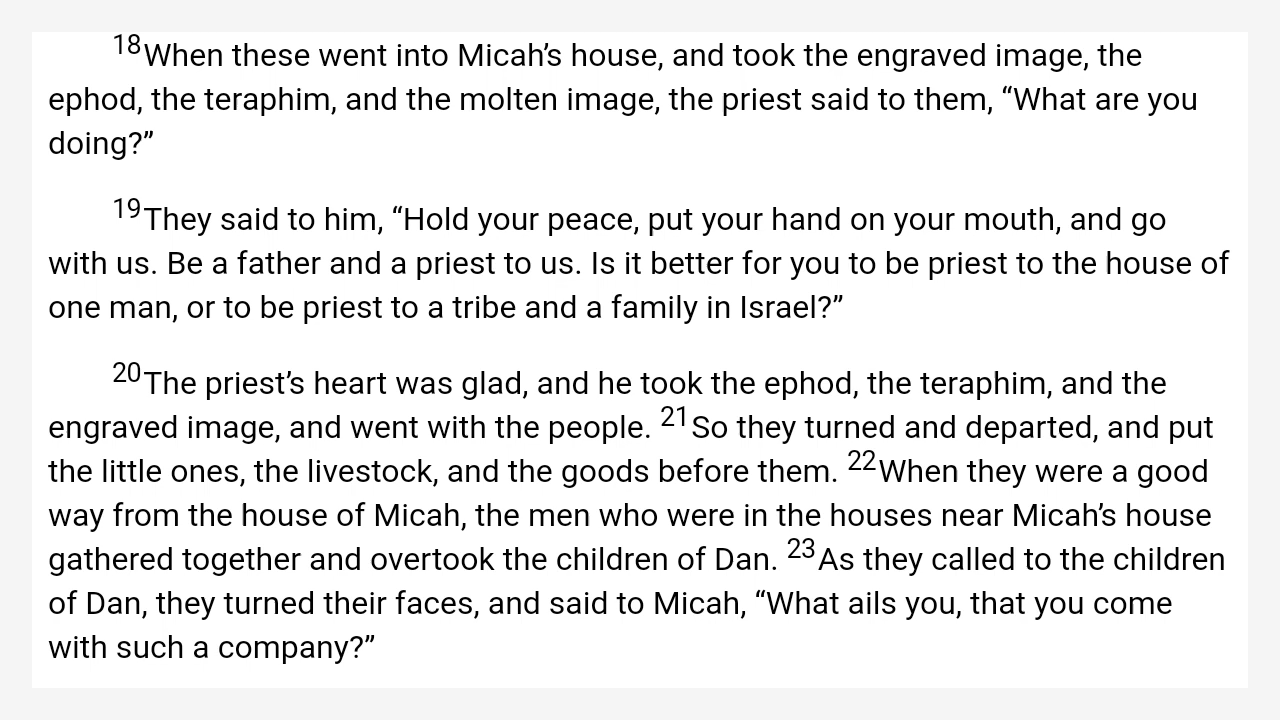 18When these went into Micah’s house, and took the engraved image, the
ephod, the teraphim, and the molten image, the priest said to them, “What are you
doing?”
19They said to him, “Hold your peace, put your hand on your mouth, and go
with us. Be a father and a priest to us. Is it better for you to be priest to the house of
one man, or to be priest to a tribe and a family in Israel?”
20The priest’s heart was glad, and he took the ephod, the teraphim, and the
engraved image, and went with the people. 21So they turned and departed, and put
the little ones, the livestock, and the goods before them. 22When they were a good
way from the house of Micah, the men who were in the houses near Micah’s house
gathered together and overtook the children of Dan. 23As they called to the children
of Dan, they turned their faces, and said to Micah, “What ails you, that you come
with such a company?”